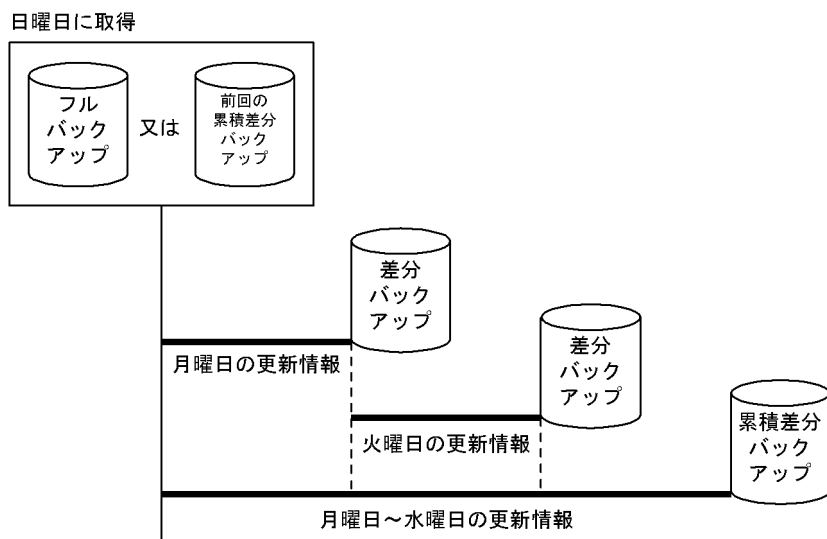 日曜日に取得
フル
バック
アップ
又は
前回の
累積差分
バック
アップ
差分
バック
アップ
月曜日の更新情報
差分
バック
アップ
火曜日の更新情報
累積差分
バック
アップ
月曜日～水曜日の更新情報